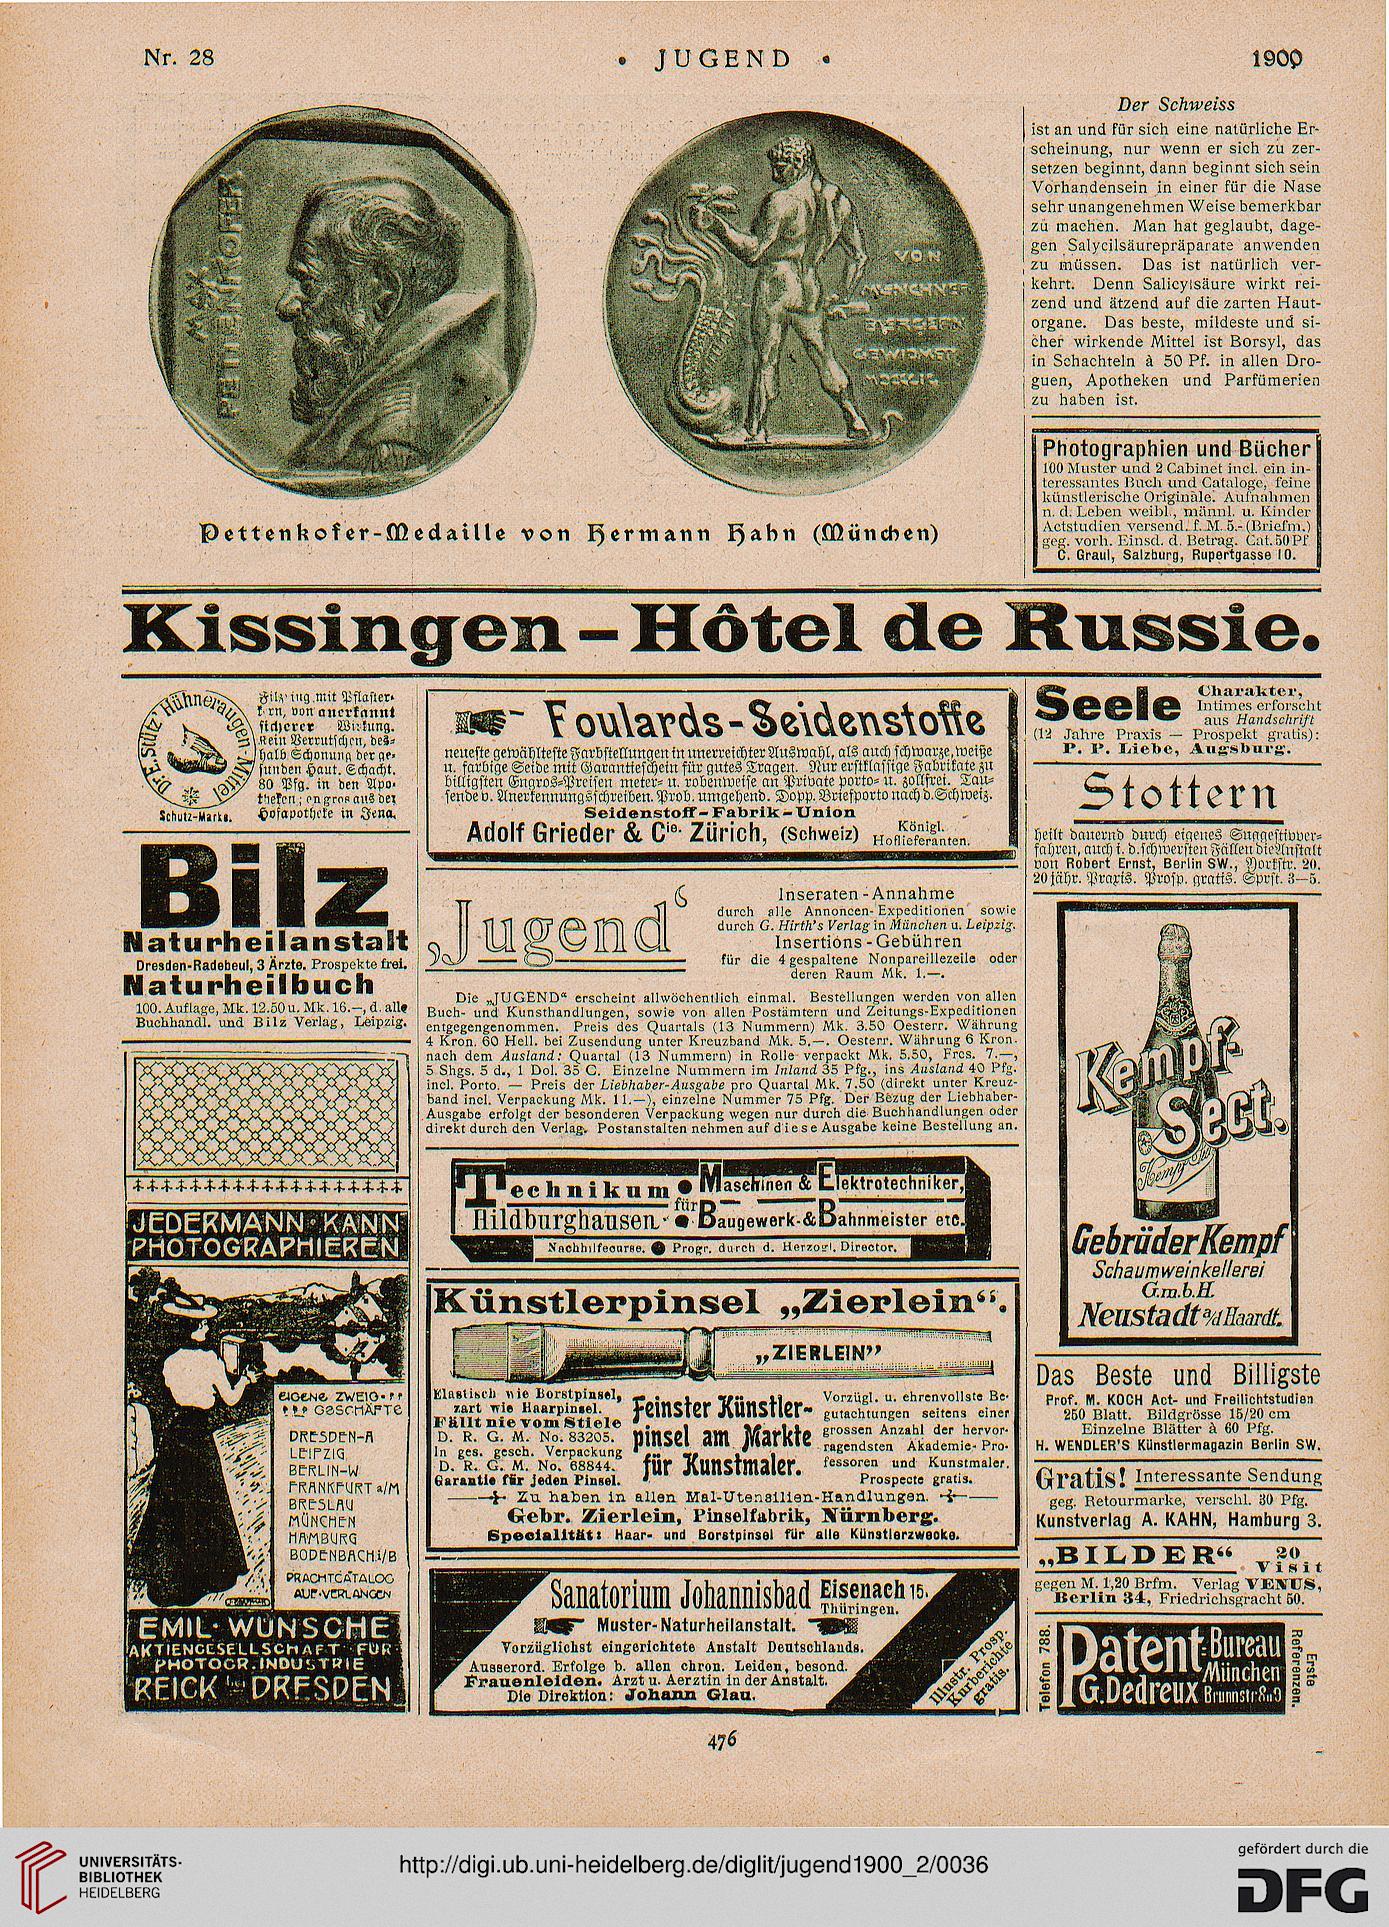 Nr. 28
• JUGEND •
1900
MAX
PETTENKOFER
VON
MÜNCHNER
BÜRGERN
GEWIDMET
Pettenkofer-Medaille von Hermann Hahn (München)
Der Schweiss
ist an und für sich eine natürliche Er-
scheinung, nur wenn er sich zu zer-
setzen beginnt, dann beginnt sich sein
Vorhandensein in einer für die Nase
sehr unangenehmen Weise bemerkbar
zu machen. Man hat geglaubt, dage-
gen Salycilsäurepräparate anwenden
zu müssen. Das ist natürlich ver-
kehrt. Denn Salicylsäure wirkt rei-
zend und ätzend auf die zarten Haut-
organe. Das beste, mildeste und si-
cher wirkende Mittel ist Borsyl, das
in Schachteln à 50 Pf. in allen Dro-
guen, Apotheken und Parfümerien
zu haben ist.
Photographien und Bücher
100 Muster und 2 Cabinet incl. ein in-
teressantes Buch und Cataloge, feine
künstlerische Originale. Aufnahmen
n. d. Leben weibl., männl. u. Kinder
Actstudien versend. f. M. 5.- (Briefm.)
geg. vorh. Einsd. d. Betrag. Cat. 50 Pf
C. Graul, Salzburg, Rupertgasse 10.
Kissingen – Hôtel de Russie.
Dr. E. Stütz' Hühneraugen Mittel
Schutz-Marke.
Filzring mit Pflaster-
kern, von anerkannt
sicherer Wirkung.
Kein Verrutschen, des-
halb Schonung der ge-
sunden Haut. Schacht.
80 Pfg. in den Apo-
theken; en gros aus der
Hofapotheke in Jena.
Bilz
Naturheilanstalt
Dresden-Radebeul, 3 Ärzte. Prospekte frei.
Naturheilbuch
100. Auflage, Mk. 12.50 u. Mk. 16.–, d. alle
Buchhandl. und Bilz Verlag, Leipzig.
JEDERMANN · KANN
PHOTOGRAPHIEREN
EIGENE ZWEIG-
GESCHÄFTE
DRESDEN-A
LEIPZIG
BERLIN-W
FRANKFURT a/M
BRESLAU
MÜNCHEN
HAMBURG
BODENBACH i/B
PRACHTCATALOG
AUF·VERLANGEN
EMIL · WÜNSCHE
AKTIENGESELLSCHAFT · FÜR
PHOTOGR. INDUSTRIE
REICK bei DRESDEN
Foulards-Seidenstoffe
neueste gewählteste Farbstellungen in unerreichter Auswahl, als auch schwarze, weiße
u. farbige Seide mit Garantieschein für gutes Tragen. Nur erstklassige Fabrikate zu
billigsten Engros-Preisen meter- u. robenweise an Private porto- u. zollfrei. Tau-
sende v. Anerkennungsschreiben. Prob. umgehend. Dopp. Briefporto nach d. Schweiz.
Seidenstoff-Fabrik-Union
Adolf Grieder & Cie. Zürich, (Schweiz) Königl. Hoflieferanten.
„Jugend“
Inseraten-Annahme
durch alle Annoncen-Expeditionen sowie
durch G. Hirth's Verlag in München u. Leipzig.
Insertions-Gebühren
für die 4 gespaltene Nonpareillezeile oder
deren Raum Mk. 1.—.
Die „JUGEND“ erscheint allwöchentlich einmal. Bestellungen werden von allen
Buch- und Kunsthandlungen, sowie von allen Postämtern und Zeitungs-Expeditionen
entgegengenommen. Preis des Quartals (13 Nummern) Mk. 3.50 Oesterr. Währung
4 Kron. 60 Hell. bei Zusendung unter Kreuzband Mk. 5.—. Oesterr. Währung 6 Kron.
nach dem Ausland: Quartal (13 Nummern) in Rolle verpackt Mk. 5.50, Frcs. 7.—,
5 Shgs. 5 d., 1 Dol. 35 C. Einzelne Nummern im Inland 35 Pfg., ins Ausland 40 Pfg.
incl. Porto. — Preis der Liebhaber-Ausgabe pro Quartal Mk. 7.50 (direkt unter Kreuz-
band incl. Verpackung Mk. 11.—), einzelne Nummer 75 Pfg. Der Bezug der Liebhaber-
Ausgabe erfolgt der besonderen Verpackung wegen nur durch die Buchhandlungen oder
direkt durch den Verlag. Postanstalten nehmen auf diese Ausgabe keine Bestellung an.
Technikum • Maschinen & Elektrotechniker,
für
Hildburghausen. • Baugewerk- & Bahnmeister etc.
Nachhilfecurse. • Progr. durch d. Herzogl. Director.
Künstlerpinsel „Zierlein“.
„ZIERLEIN“
Elastisch wie Borstpinsel,
zart wie Haarpinsel.
Fällt nie vom Stiele
D. R. G. M. No. 83205.
In ges. gesch. Verpackung
D. R. G. M. No. 68844.
Garantie für jeden Pinsel.
Feinster Künstler-
pinsel am Markte
für Kunstmaler.
Vorzügl. u. ehrenvollste Be-
gutachtungen seitens einer
grossen Anzahl der hervor-
ragendsten Akademie-Pro-
fessoren und Kunstmaler.
Prospecte gratis.
Zu haben in allen Mal-Utensilien-Handlungen.
Gebr. Zierlein, Pinselfabrik, Nürnberg.
Specialität: Haar- und Borstpinsel für alle Künstlerzwecke.
Sanatorium Johannisbad Eisenach 15.
Thüringen.
Muster-Naturheilanstalt.
Vorzüglichst eingerichtete Anstalt Deutschlands.
Ausserord. Erfolge b. allen chron. Leiden, besond.
Frauenleiden. Arzt u. Aerztin in der Anstalt.
Die Direktion: Johann Glau.
Illustr. Prosp.
Kurberichte
gratis.
Seele
Charakter,
Intimes erforscht
aus Handschrift
(12 Jahre Praxis — Prospekt gratis):
P. P. Liebe, Augsburg.
Stottern
heilt dauernd durch eigenes Suggestivver-
fahren, auch i. d. schwersten Fällen die Anstalt
von Robert Ernst, Berlin SW., Yorkstr. 20.
20 jähr. Praxis. Prosp. gratis. Sprst. 3—5.
Kempf-
Sect.
Gebrüder Kempf
Schaumweinkellerei
G.m.b.H.
Neustadt a/d Haardt.
Das Beste und Billigste
Prof. M. KOCH Act- und Freilichtstudien
250 Blatt. Bildgrösse 15/20 cm
Einzelne Blätter à 60 Pfg.
H. WENDLER'S Künstlermagazin Berlin SW.
Gratis! Interessante Sendung
geg. Retourmarke, verschl. 30 Pfg.
Kunstverlag A. KAHN, Hamburg 3.
„BILDER“ 20 Visit
gegen M. 1,20 Brfm. Verlag VENUS,
Berlin 34, Friedrichsgracht 50.
Telefon 788.
Patent-Bureau
München
G. Dedreux Brunnstr. 8 u. 9
Erste
Referenzen.
476
UNIVERSITÄTS-
BIBLIOTHEK
HEIDELBERG
http://digi.ub.uni-heidelberg.de/diglit/jugend1900_2/0036
gefördert durch die
DFG